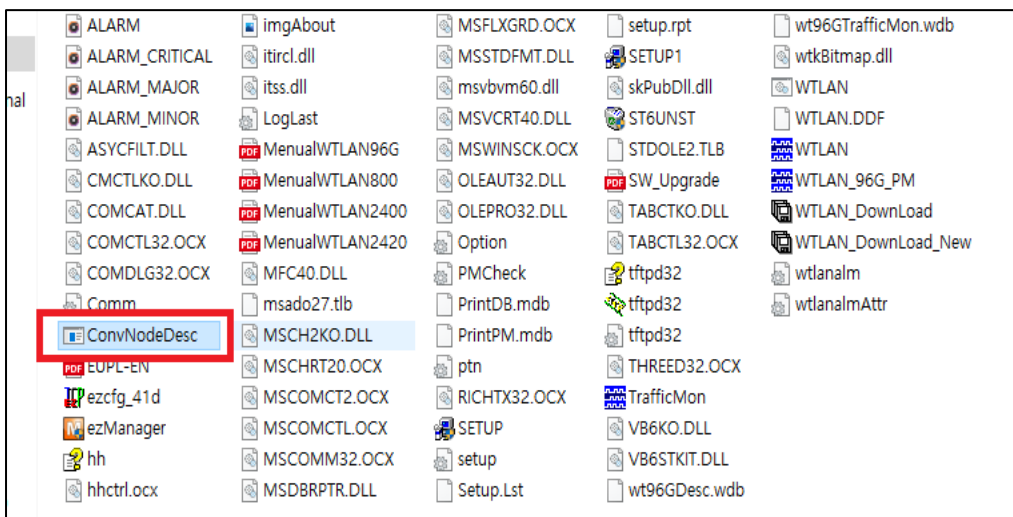 nal
ALARM
ALARM_CRITICAL
ALARM_MAJOR
ALARM_MINOR
ASYCFILT.DLL
CMCTLKO.DLL
COMCAT.DLL
COMCTL32.OCX
COMDLG32.OCX
Comm
ConvNodeDesc
PDF EUPL-EN
ezcfg_41d
ezManager
hh
hhctrl.ocx
imgAbout
itircl.dll
itss.dll
LogLast
PDF MenualWTLAN96G
PDF MenualWTLAN800
PDF MenualWTLAN2400
PDF MenualWTLAN2420
MFC40.DLL
msado27.tlb
MSCH2KO.DLL
MSCHRT20.OCX
MSCOMCT2.OCX
MSCOMCTL.OCX
MSCOMM32.OCX
MSDBRPTR.DLL
MSFLXGRD.OCX
MSSTDFMT.DLL
msvbvm60.dll
MSVCRT40.DLL
MSWINSCK.OCX
OLEAUT32.DLL
OLEPRO32.DLL
Option
PMCheck
PrintDB.mdb
PrintPM.mdb
ptn
RICHTX32.OCX
SETUP
setup
Setup.Lst
setup.rpt
SETUP1
skPubDll.dll
ST6UNST
STDOLE2.TLB
PDF SW_Upgrade
TABCTKO.DLL
TABCTL32.OCX
tftpd32
tftpd32
tftpd32
THREED32.OCX
TrafficMon
VB6KO.DLL
VB6STKIT.DLL
wt96GDesc.wdb
wt96GTrafficMon.wdb
wtkBitmap.dll
WTLAN
WTLAN.DDF
WTLAN
WTLAN_96G_PM
WTLAN_DownLoad
WTLAN_DownLoad_New
wtlanalm
wtlanalmAttr